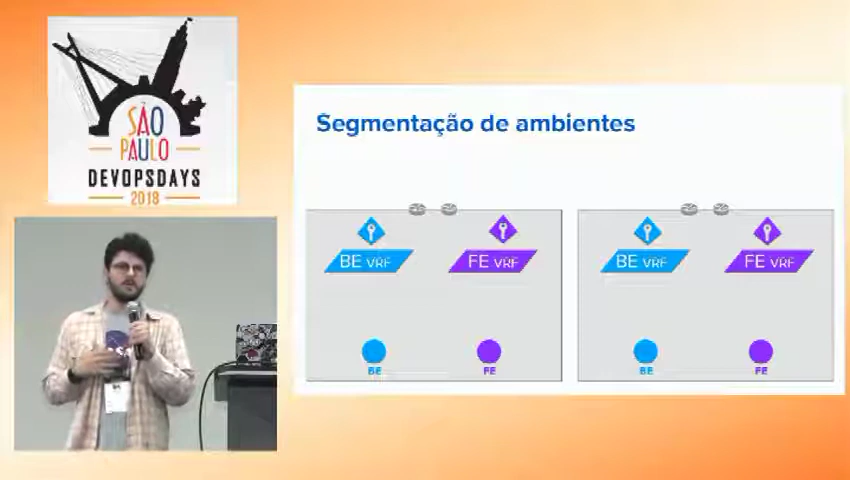 SÃO
PAULO
DEVOPSDAYS
2018
Segmentação de ambientes
BE VRF
FE VRF
BE VRF
FE VRF
BE
FE
BE
FE